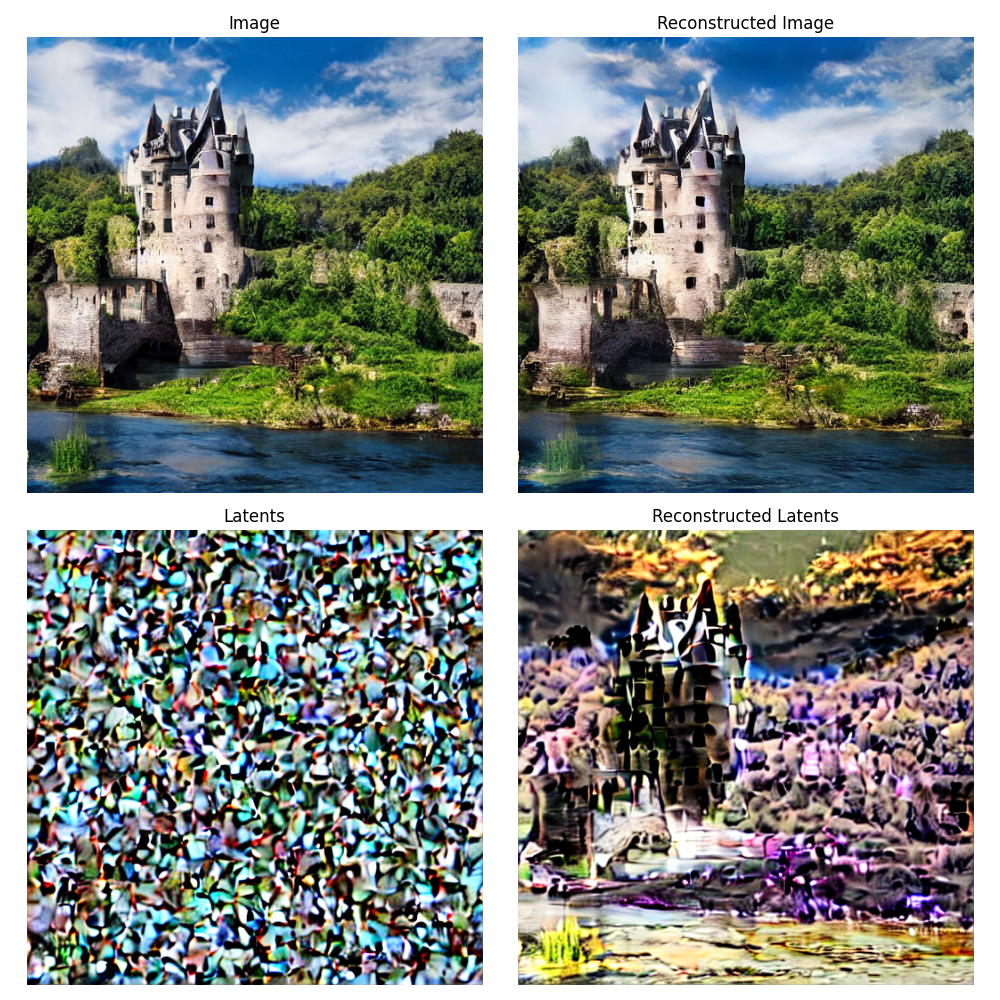 Image
Reconstructed Image
Latents
Reconstructed Latents